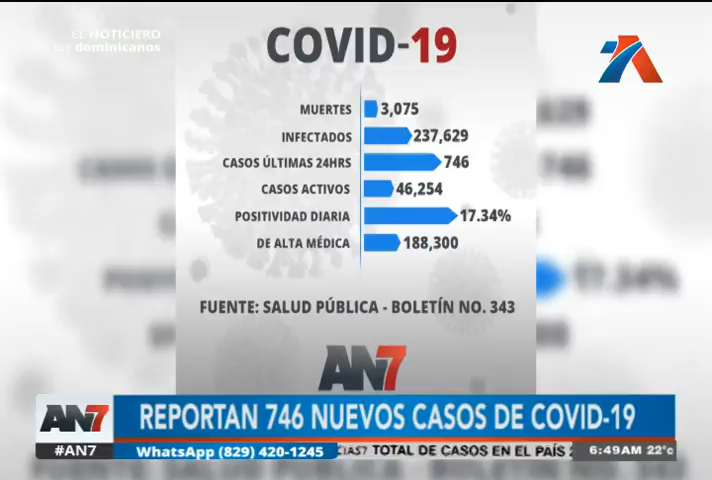 EL NOTICIERO
dominicanos
COVID-19
MUERTES 3,075
INFECTADOS 237,629
CASOS ÚLTIMAS 24HRS 746
CASOS ACTIVOS 46,254
POSITIVIDAD DIARIA 17.34%
DE ALTA MÉDICA 188,300
FUENTE: SALUD PÚBLICA - BOLETÍN NO. 343
AN7
AN7 REPORTAN 746 NUEVOS CASOS DE COVID-19
#AN7 WhatsApp (829) 420-1245 TOTAL DE CASOS EN EL PAÍS 6:49AM 22°c
17.34%